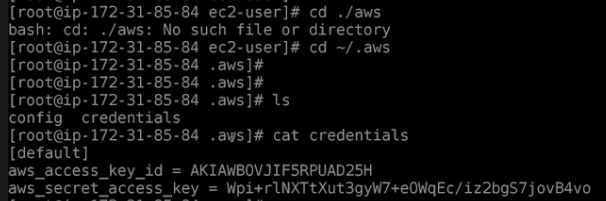 [root@ip-172-31-85-84 ec2-user]# cd ./aws
bash: cd: ./aws: No such file or directory
[root@ip-172-31-85-84 ec2-user]# cd ~/.aws
[root@ip-172-31-85-84 .aws]#
[root@ip-172-31-85-84 .aws]#
[root@ip-172-31-85-84 .aws]# ls
config  credentials
[root@ip-172-31-85-84 .aws]# cat credentials
[default]
aws_access_key_id = AKIAWBOVJIF5RPUAD25H
aws_secret_access_key = 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